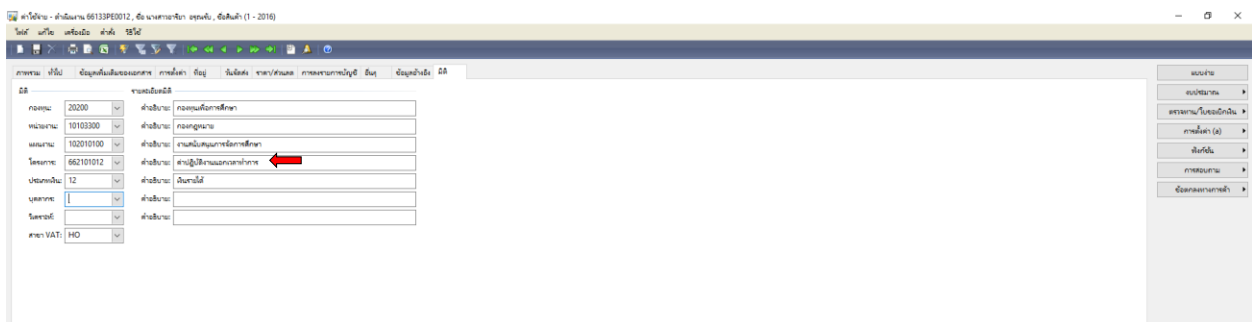 ค่าใช้จ่าย - ดำเนินงาน 66133PE0012 , ชื่อ นางสาวอาจิยา อรุณจับ , ชื่อสินค้า (1 - 2016)
ไฟล์ แก้ไข เครื่องมือ คำสั่ง วิธีใช้
ภาพรวม ทั่วไป ข้อมูลเพิ่มเติมของเอกสาร การตั้งค่า ที่อยู่ วันจัดส่ง ราคา/ส่วนลด การลงรายการบัญชี อื่นๆ ข้อมูลอ้างอิง มิติ
แบบง่าย
มิติ รายละเอียดมิติ
งบประมาณ
กองทุน: 20200 คำอธิบาย: กองทุนเพื่อการศึกษา
ตรวจทาน/ใบขอเบิกเงิน
หน่วยงาน: 10103300 คำอธิบาย: กองกฎหมาย
การตั้งค่า (a)
แผนงาน: 102010100 คำอธิบาย: งานสนับสนุนการจัดการศึกษา
ฟังก์ชัน
โครงการ: 662101012 คำอธิบาย: ค่าปฏิบัติงานนอกเวลาทำการ
การสอบถาม
ประเภทเงิน: 12 คำอธิบาย: เงินรายได้
ข้อตกลงทางการค้า
บุคลากร: คำอธิบาย:
วิเคราะห์: คำอธิบาย:
สาขา VAT: HO